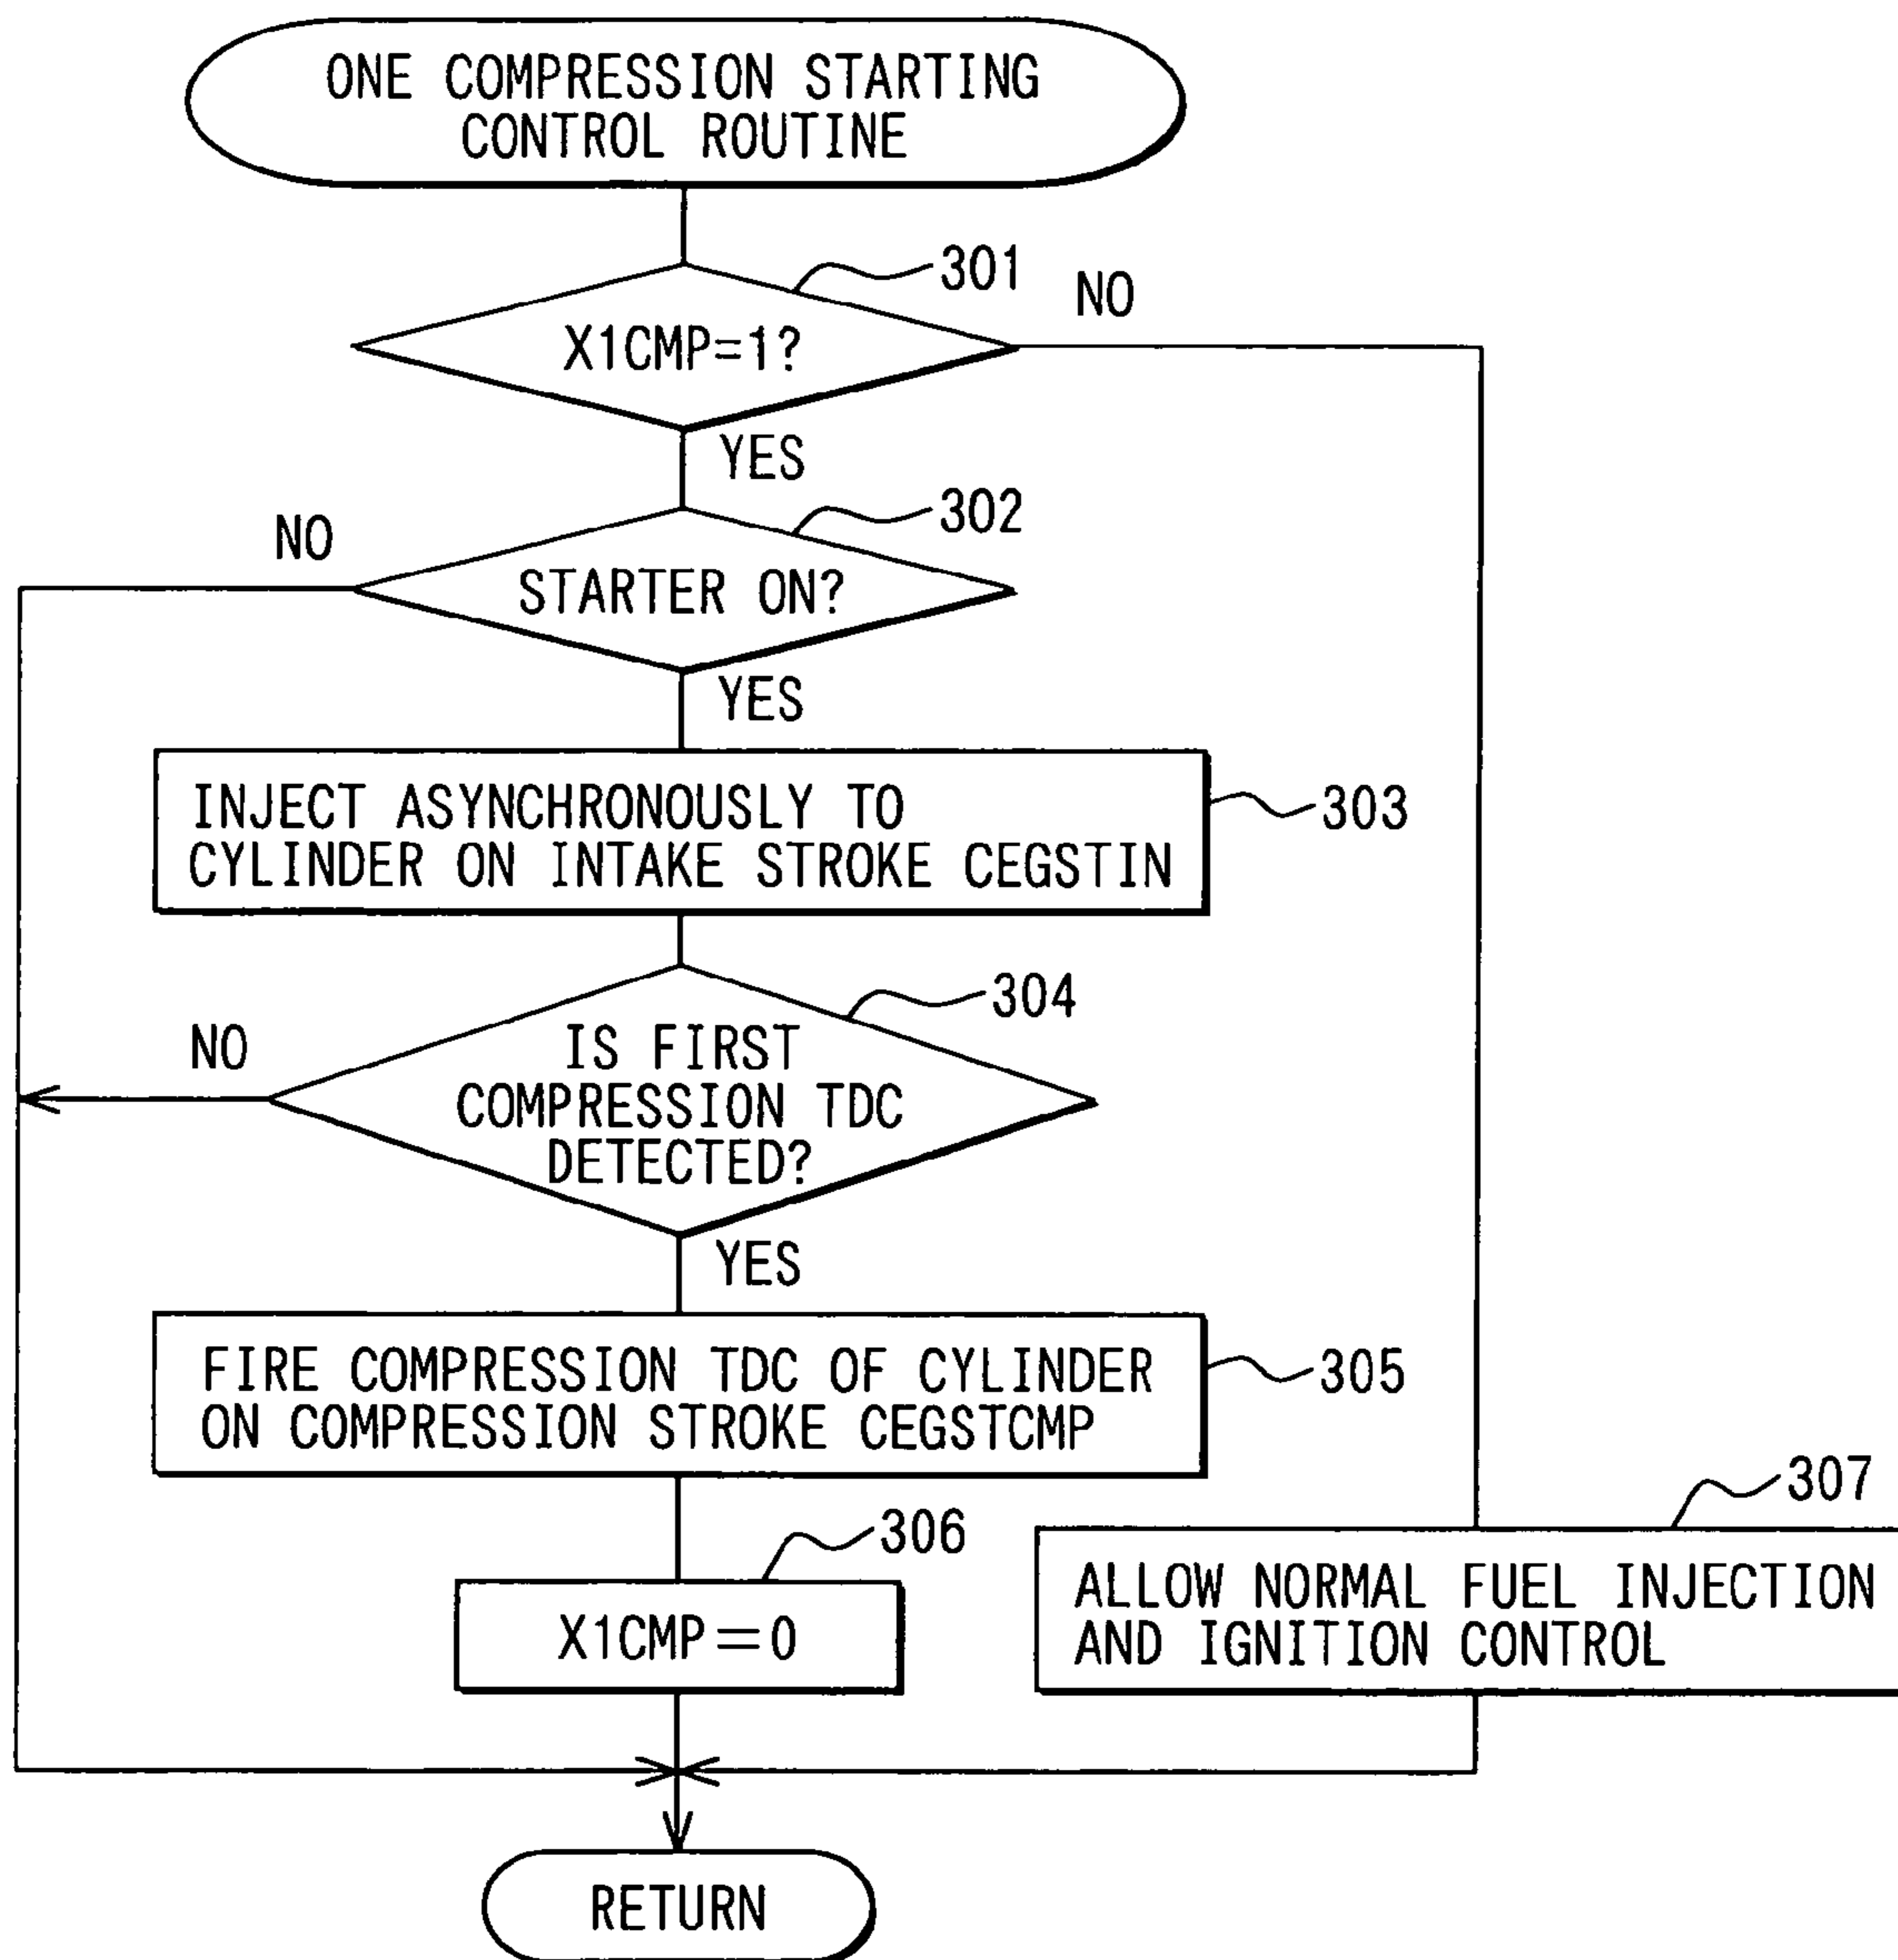 ONE COMPRESSION STARTING
CONTROL ROUTINE
301
NO
X1CMP=1?
YES
302
NO
STARTER ON?
YES
INJECT ASYNCHRONOUSLY TO
CYLINDER ON INTAKE STROKE CEGSTIN
303
304
NO
IS FIRST
COMPRESSION TDC
DETECTED?
YES
FIRE COMPRESSION TDC OF CYLINDER
ON COMPRESSION STROKE CEGSTCMP
305
306
X1CMP=0
307
ALLOW NORMAL FUEL INJECTION
AND IGNITION CONTROL
RETURN